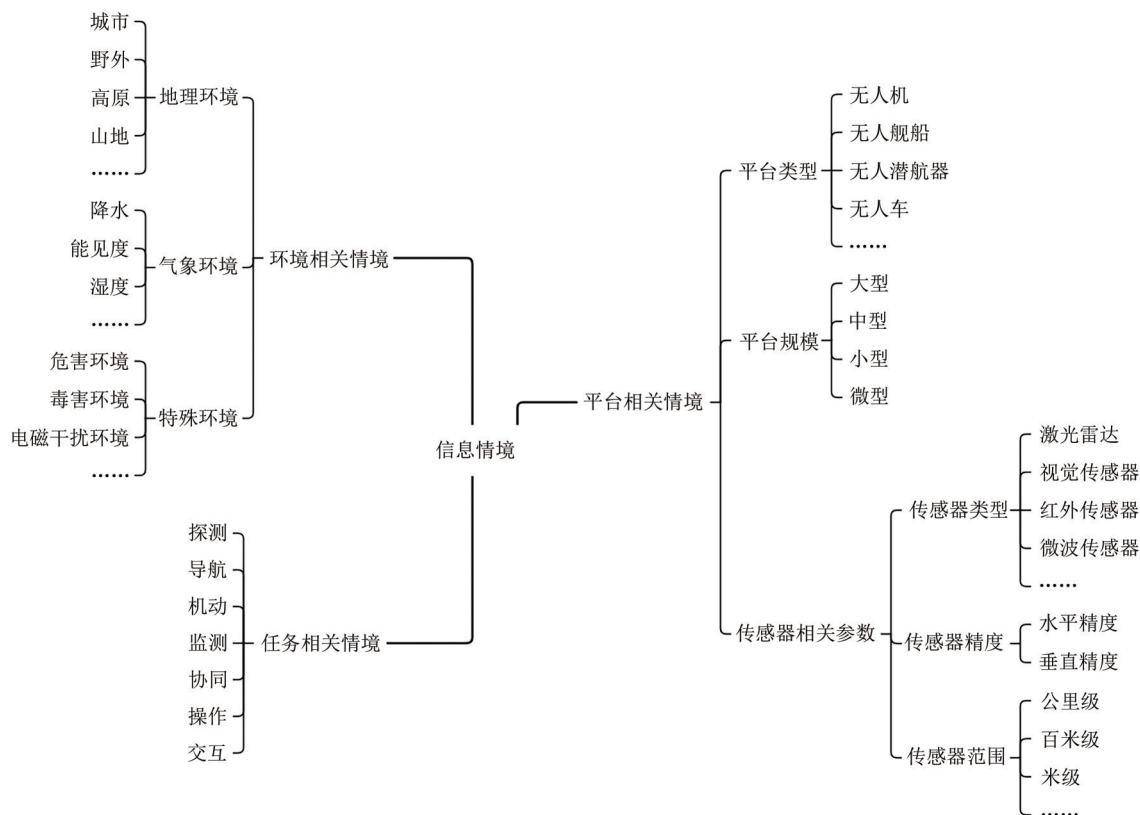 信息情境
环境相关情境
地理环境
城市
野外
高原
山地
……
气象环境
降水
能见度
湿度
……
特殊环境
危害环境
毒害环境
电磁干扰环境
……
任务相关情境
探测
导航
机动
监测
协同
操作
交互
平台相关情境
平台类型
无人机
无人舰船
无人潜航器
无人车
……
平台规模
大型
中型
小型
微型
传感器相关参数
传感器类型
激光雷达
视觉传感器
红外传感器
微波传感器
……
传感器精度
水平精度
垂直精度
传感器范围
公里级
百米级
米级
……